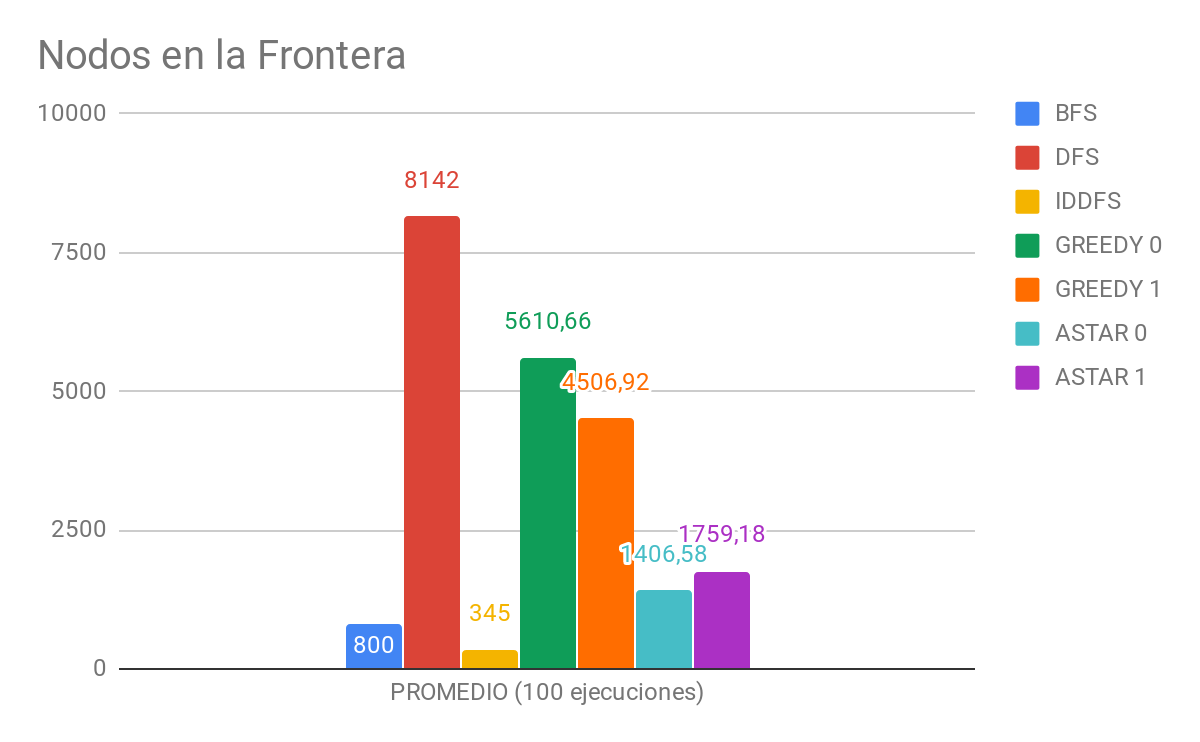 Nodos en la Frontera
10000
7500
5000
2500
0
8142
5610,66
4506,92
1759,18
1406,58
345
800
PROMEDIO (100 ejecuciones)
BFS
DFS
IDDFS
GREEDY 0
GREEDY 1
ASTAR 0
ASTAR 1